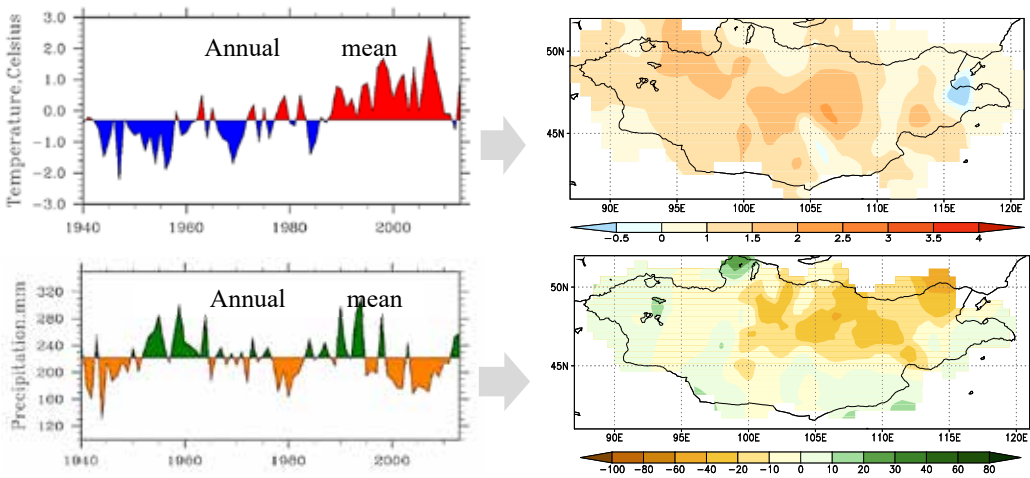 Temperature,Celsius
3.0
2.0
1.0
0.0
-1.0
-2.0
-3.0
Annual mean
1940 1960 1980 2000
50N
45N
90E 95E 100E 105E 110E 115E 120E
-0.5 0 1 1.5 2 2.5 3 3.5 4
Precipitation,mm
320
280
240
200
160
120
Annual mean
1940 1960 1980 2000
50N
45N
90E 95E 100E 105E 110E 115E 120E
-100 -80 -60 -40 -20 -10 0 10 20 30 40 60 80